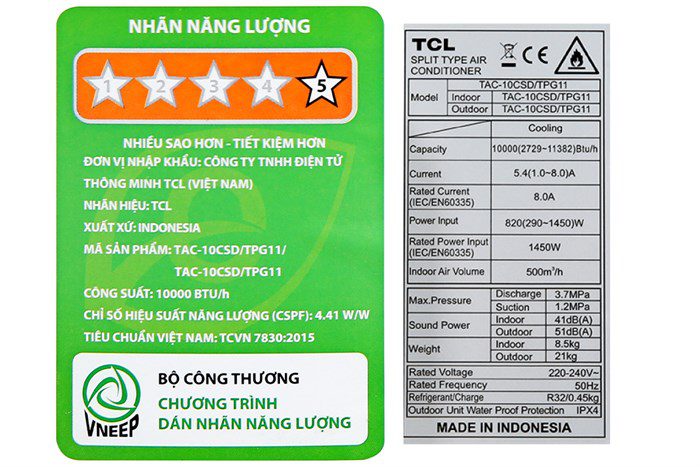 NHÃN NĂNG LƯỢNG
1 2 3 4 5
NHIỀU SAO HƠN - TIẾT KIỆM HƠN
ĐƠN VỊ NHẬP KHẨU: CÔNG TY TNHH ĐIỆN TỬ
THÔNG MINH TCL (VIỆT NAM)
NHÃN HIỆU: TCL
XUẤT XỨ: INDONESIA
MÃ SẢN PHẨM: TAC-10CSD/TPG11/
TAC-10CSD/TPG11
CÔNG SUẤT: 10000 BTU/h
CHỈ SỐ HIỆU SUẤT NĂNG LƯỢNG (CSPF): 4.41 W/W
TIÊU CHUẨN VIỆT NAM: TCVN 7830:2015
VNEEP
BỘ CÔNG THƯƠNG
CHƯƠNG TRÌNH
DÁN NHÃN NĂNG LƯỢNG
TCL
SPLIT TYPE AIR
CONDITIONER
CE
Model TAC-10CSD/TPG11
Indoor TAC-10CSD/TPG11
Outdoor TAC-10CSD/TPG11
Cooling
Capacity 10000(2729~11382)Btu/h
Current 5.4(1.0~8.0)A
Rated Current
(IEC/EN60335) 8.0A
Power Input 820(290~1450)W
Rated Power Input
(IEC/EN60335) 1450W
Indoor Air Volume 500m³/h
Max.Pressure Discharge 3.7MPa
Suction 1.2MPa
Sound Power Indoor 41dB(A)
Outdoor 51dB(A)
Weight Indoor 8.5kg
Outdoor 21kg
Rated Voltage 220-240V~
Rated Frequency 50Hz
Refrigerant/Charge R32/0.45kg
Outdoor Unit Water Proof Protection IPX4
MADE IN INDONESIA